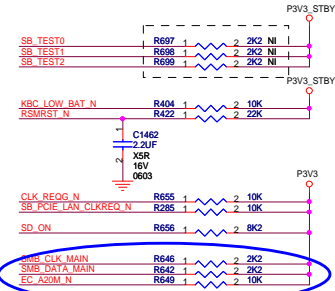 P3V3_STBY
SB_TEST0 R697 1 2 2K2 NI
SB_TEST1 R698 1 2 2K2 NI
SB_TEST2 R699 1 2 2K2 NI
P3V3_STBY
KBC_LOW_BAT_N R404 1 2 10K
RSMRST_N R422 1 2 22K
1 C1462
2.2UF
X5R
2 16V
0603
P3V3
CLK_REQG_N R655 1 2 10K
SB_PCIE_LAN_CLKREQ_N R285 1 2 10K
SD_ON R656 1 2 8K2
SMB_CLK_MAIN R646 1 2 2K2
SMB_DATA_MAIN R642 1 2 2K2
EC_A20M_N R649 1 2 10K